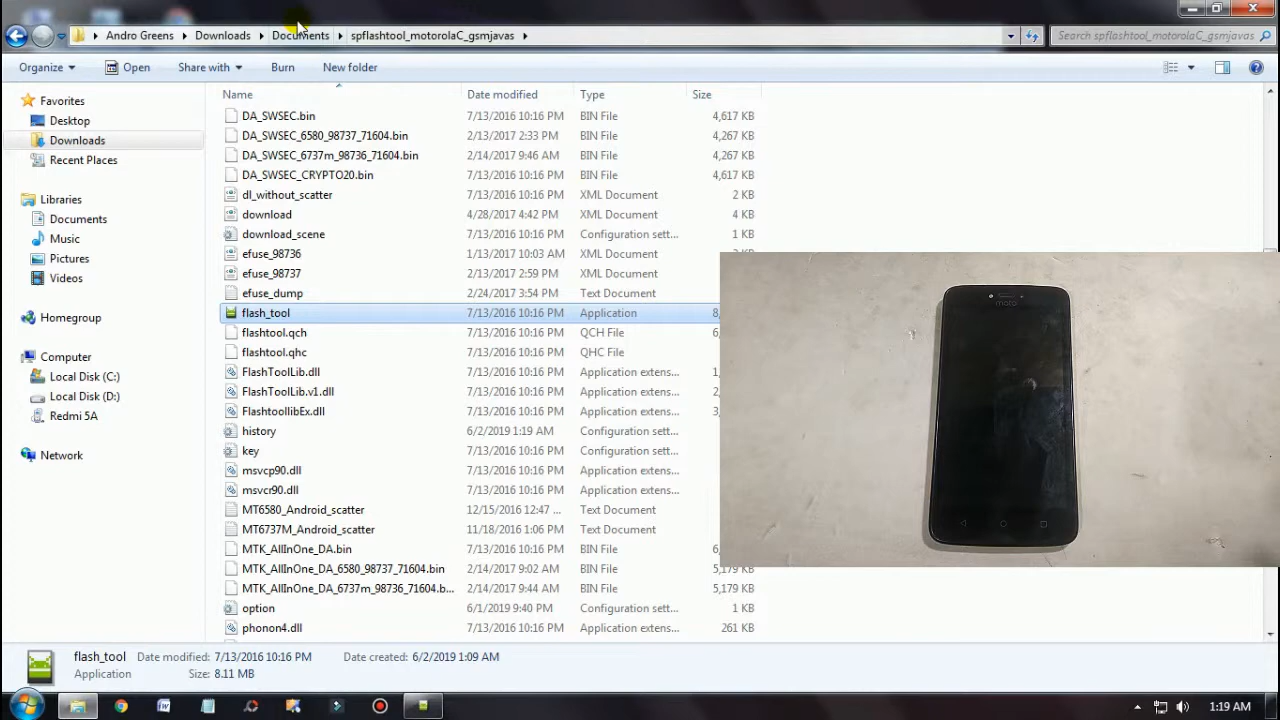 Andro Greens Downloads Documents spflashtool_motorolaC_gsmjavas
Search spflashtool_motorolaC_gsmjavas
Organize Open Share with Burn New folder
Favorites
Desktop
Downloads
Recent Places
Libraries
Documents
Music
Pictures
Videos
Homegroup
Computer
Local Disk (C:)
Local Disk (D:)
Redmi 5A
Network
Name Date modified Type Size
DA_SWSEC.bin 7/13/2016 10:16 PM BIN File 4,617 KB
DA_SWSEC_6580_98737_71604.bin 2/13/2017 2:33 PM BIN File 4,267 KB
DA_SWSEC_6737m_98736_71604.bin 2/14/2017 9:46 AM BIN File 4,267 KB
DA_SWSEC_CRYPTO20.bin 7/13/2016 10:16 PM BIN File 4,617 KB
dl_without_scatter 7/13/2016 10:16 PM XML Document 2 KB
download 4/28/2017 4:42 PM XML Document 4 KB
download_scene 7/13/2016 10:16 PM Configuration sett... 1 KB
efuse_98736 1/13/2017 10:03 AM XML Document
efuse_98737 2/13/2017 2:59 PM XML Document
efuse_dump 2/24/2017 3:54 PM Text Document
flash_tool 7/13/2016 10:16 PM Application 8,
flashtool.qch 7/13/2016 10:16 PM QCH File 6,
flashtool.qhc 7/13/2016 10:16 PM QHC File
FlashToolLib.dll 7/13/2016 10:16 PM Application extens... 1,
FlashToolLib.v1.dll 7/13/2016 10:16 PM Application extens... 2,
FlashtoollibEx.dll 7/13/2016 10:16 PM Application extens... 3,
history 6/2/2019 1:19 AM Configuration sett...
key 7/13/2016 10:16 PM Configuration sett...
msvcp90.dll 7/13/2016 10:16 PM Application extens...
msvcr90.dll 7/13/2016 10:16 PM Application extens...
MT6580_Android_scatter 12/15/2016 12:47 ... Text Document
MT6737M_Android_scatter 11/18/2016 1:06 PM Text Document
MTK_AllInOne_DA.bin 7/13/2016 10:16 PM BIN File 6,
MTK_AllInOne_DA_6580_98737_71604.bin 2/14/2017 9:02 AM BIN File 5,179 KB
MTK_AllInOne_DA_6737m_98736_71604.b... 2/14/2017 9:44 AM BIN File 5,179 KB
option 6/1/2019 9:40 PM Configuration sett... 1 KB
phonon4.dll 7/13/2016 10:16 PM Application extens... 261 KB
moto
flash_tool Date modified: 7/13/2016 10:16 PM Date created: 6/2/2019 1:09 AM
Application Size: 8.11 MB
1:19 AM